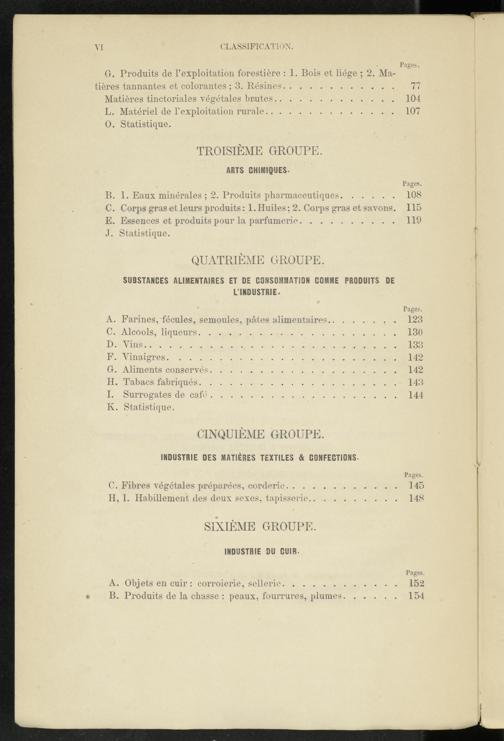 VI CLASSIFICATION.
Pages.
G. Produits de l'exploitation forestière : 1. Bois et liége ; 2. Ma-
tières tannantes et colorantes ; 3. Résines. . . . . . . . . . . . . 77
Matières tinctoriales végétales brutes. . . . . . . . . . . . . 104
L. Matériel de l'exploitation rurale. . . . . . . . . . . . . . 107
O. Statistique.
TROISIÈME GROUPE.
ARTS CHIMIQUES.
Pages.
B. 1. Eaux minérales ; 2. Produits pharmaceutiques. . . . . . 108
C. Corps gras et leurs produits : 1. Huiles ; 2. Corps gras et savons. 115
E. Essences et produits pour la parfumerie. . . . . . . . . . 119
J. Statistique.
QUATRIÈME GROUPE.
SUBSTANCES ALIMENTAIRES ET DE CONSOMMATION COMME PRODUITS DE
L'INDUSTRIE.
Pages.
A. Farines, fécules, semoules, pâtes alimentaires. . . . . . . . 123
C. Alcools, liqueurs. . . . . . . . . . . . . . . . . . . . 130
D. Vins. . . . . . . . . . . . . . . . . . . . . . . . . . 133
F. Vinaigres. . . . . . . . . . . . . . . . . . . . . . . 142
G. Aliments conservés. . . . . . . . . . . . . . . . . . . 142
H. Tabacs fabriqués. . . . . . . . . . . . . . . . . . . . 143
I. Surrogates de café. . . . . . . . . . . . . . . . . . . 144
K. Statistique.
CINQUIÈME GROUPE.
INDUSTRIE DES MATIÈRES TEXTILES & CONFECTIONS.
Pages.
C. Fibres végétales préparées, corderie. . . . . . . . . . . . 145
H, I. Habillement des deux sexes, tapisserie. . . . . . . . . . 148
SIXIÈME GROUPE.
INDUSTRIE DU CUIR.
Pages.
A. Objets en cuir : corroierie, sellerie. . . . . . . . . . . . 152
B. Produits de la chasse : peaux, fourrures, plumes. . . . . . 154